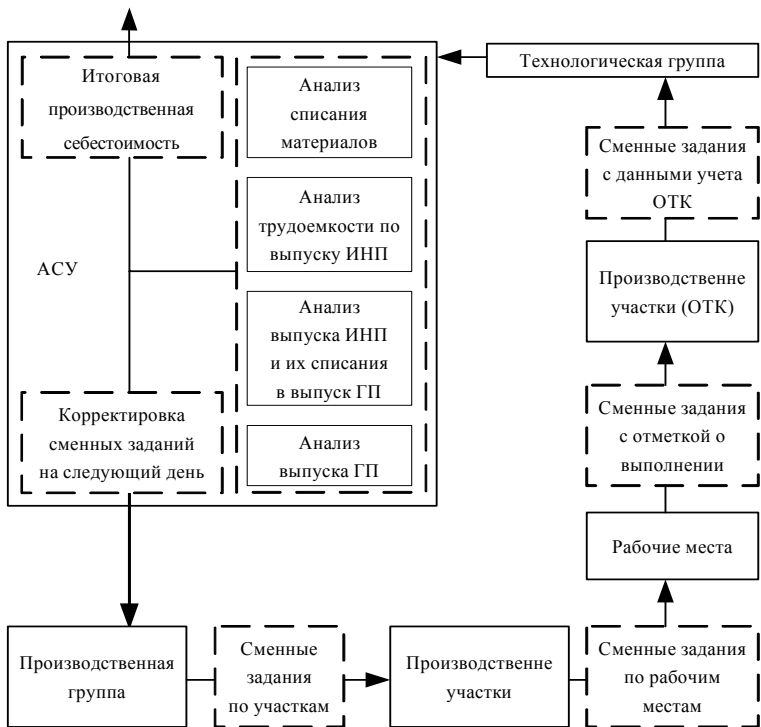 Итоговая
производственная
себестоимость
АСУ
Корректировка
сменных заданий
на следующий день
Анализ
списания
материалов
Анализ
трудоемкости по
выпуску ИНП
Анализ
выпуска ИНП
и их списания
в выпуск ГП
Анализ
выпуска ГП
Технологическая группа
Сменные задания
с данными учета
ОТК
Производственне
участки (ОТК)
Сменные задания
с отметкой о
выполнении
Рабочие места
Производственная
группа
Сменные
задания
по участкам
Производственне
участки
Сменные задания
по рабочим
местам